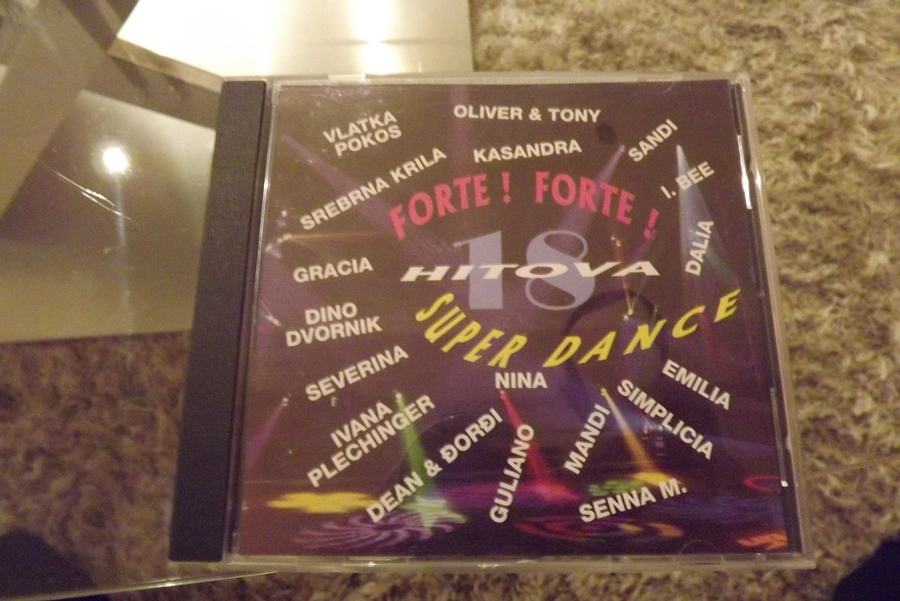 OLIVER & TONY
VLATKA
POKOS
KASANDRA
SANDI
SREBRNA KRILA
I. BEE
FORTE! FORTE!
DALIA
GRACIA
18
HITOVA
SUPER DANCE
DINO
DVORNIK
SEVERINA
NINA
EMILIA
IVANA
PLECHINGER
SIMPLICIA
DEAN & ĐORĐI
GULIANO
MANDI
SENNA M.